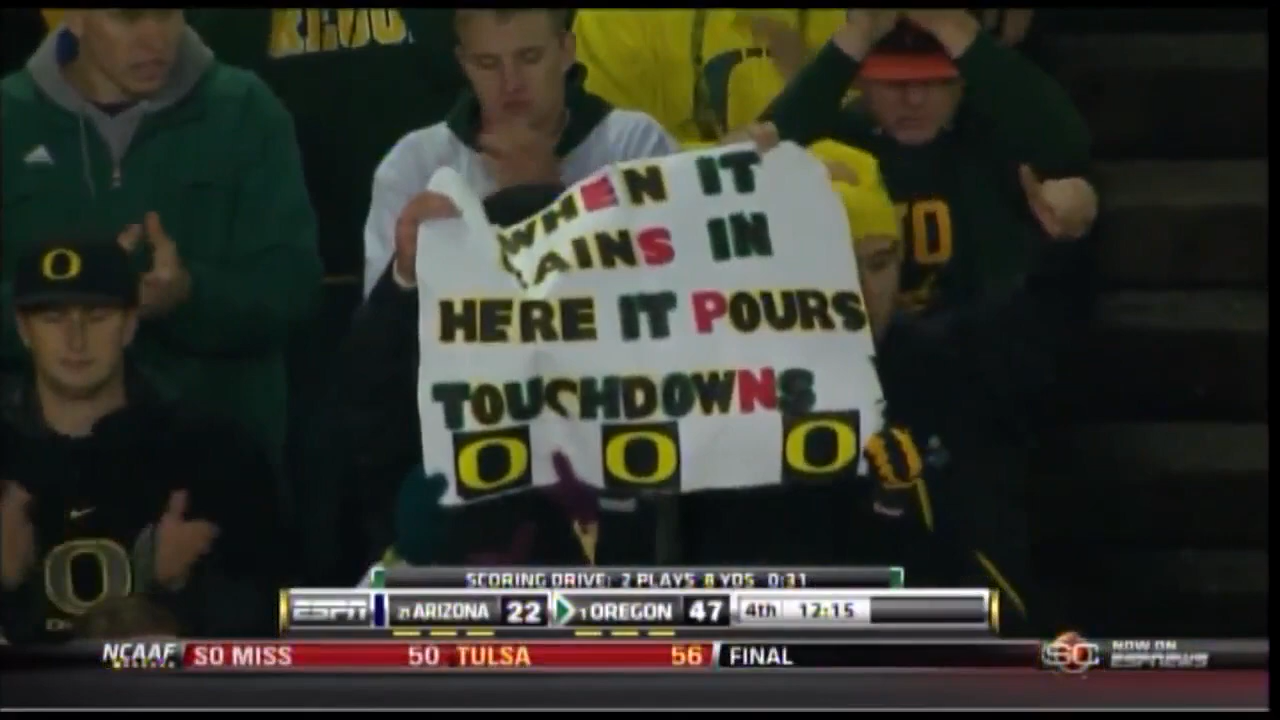 WHEN IT
RAINS IN
HERE IT POURS
TOUCHDOWNS
O O O
O
O
SCORING DRIVE: 2 PLAYS 8 YDS 0:31
ESPN 21 ARIZONA 22 1 OREGON 47 4th 12:15
NCAAF SO MISS 50 TULSA 56 FINAL
SC NOW ON
ESPNEWS